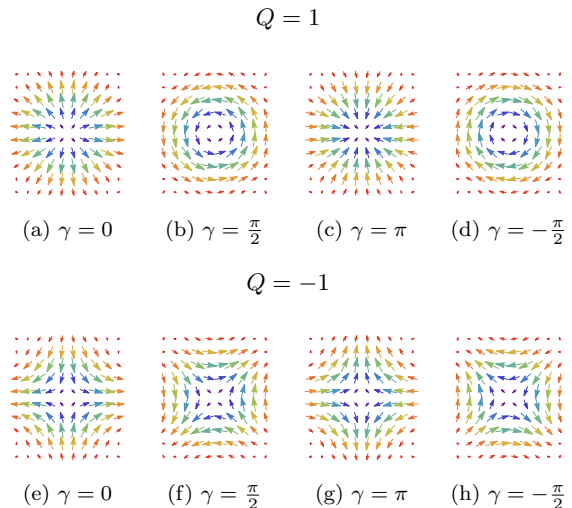 Q = 1
(a) γ = 0 (b) γ = π/2 (c) γ = π (d) γ = −π/2
Q = −1
(e) γ = 0 (f) γ = π/2 (g) γ = π (h) γ = −π/2